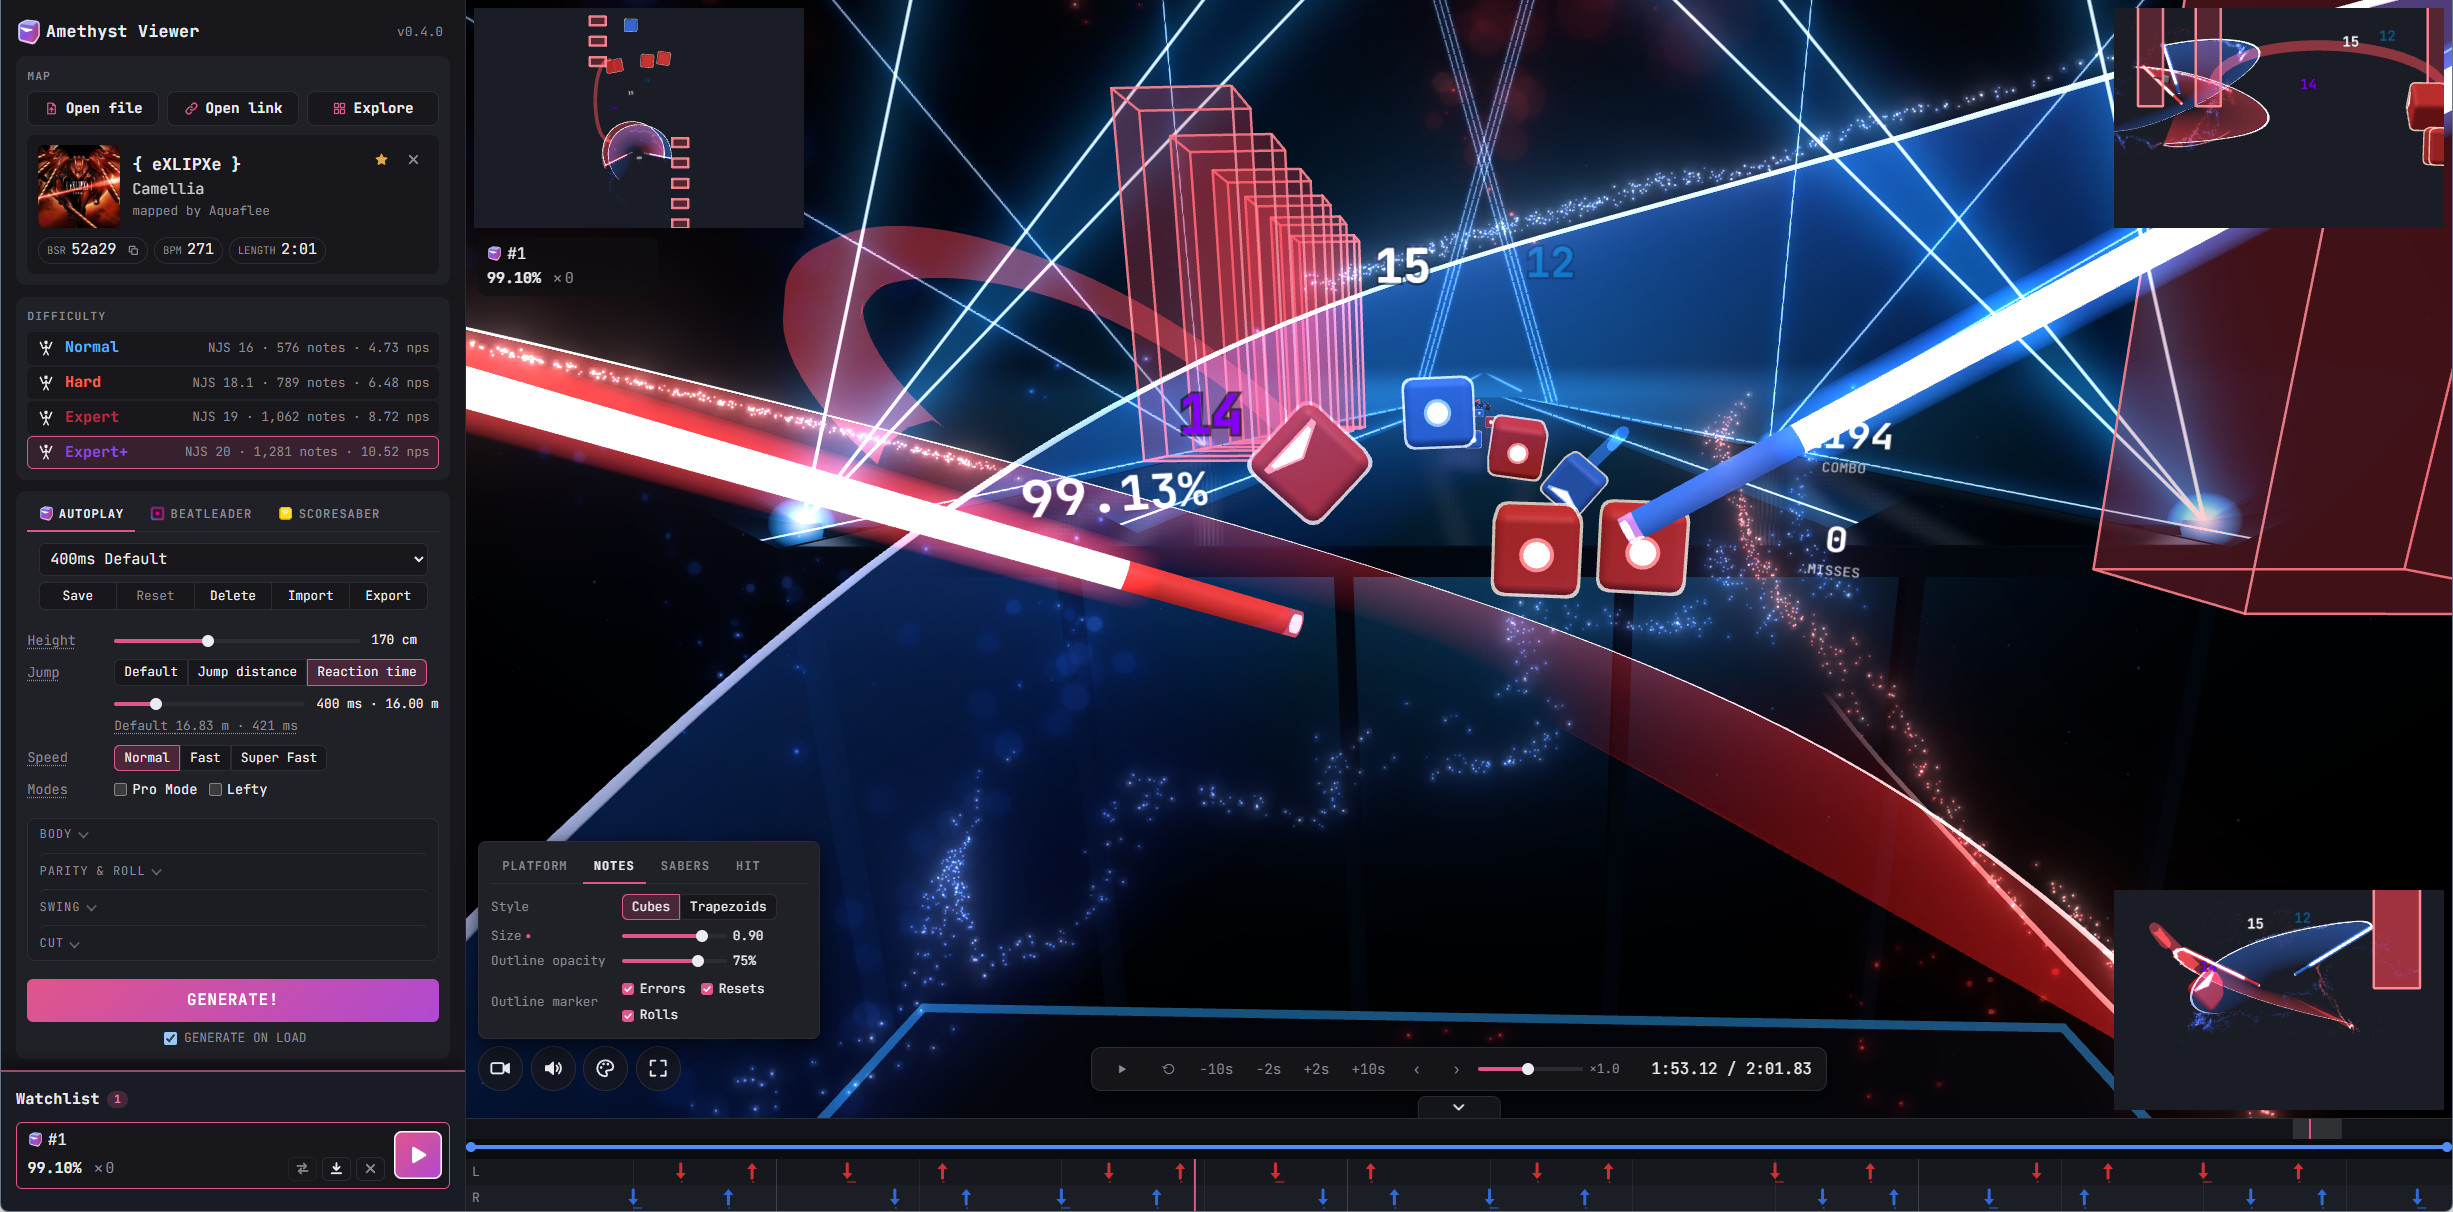 Amethyst Viewer v0.4.0
MAP
Open file Open link Explore
{ eXLIPXe }
Camellia
mapped by Aquaflee
BSR 52a29 BPM 271 LENGTH 2:01
DIFFICULTY
Normal NJS 16 · 576 notes · 4.73 nps
Hard NJS 18.1 · 789 notes · 6.48 nps
Expert NJS 19 · 1,062 notes · 8.72 nps
Expert+ NJS 20 · 1,281 notes · 10.52 nps
AUTOPLAY BEATLEADER SCORESABER
400ms Default
Save Reset Delete Import Export
Height 170 cm
Jump Default Jump distance Reaction time
400 ms · 16.00 m
Default 16.83 m · 421 ms
Speed Normal Fast Super Fast
Modes Pro Mode Lefty
BODY
PARITY & ROLL
SWING
CUT
GENERATE!
GENERATE ON LOAD
Watchlist 1
#1
99.10% ×0
#1
99.10% ×0
15 12
14
99.13%
194
COMBO
0
MISSES
15 12
14
15 12
PLATFORM NOTES SABERS HIT
Style Cubes Trapezoids
Size 0.90
Outline opacity 75%
Outline marker Errors Resets
Rolls
-10s -2s +2s +10s ‹ › ×1.0 1:53.12 / 2:01.83
L
R